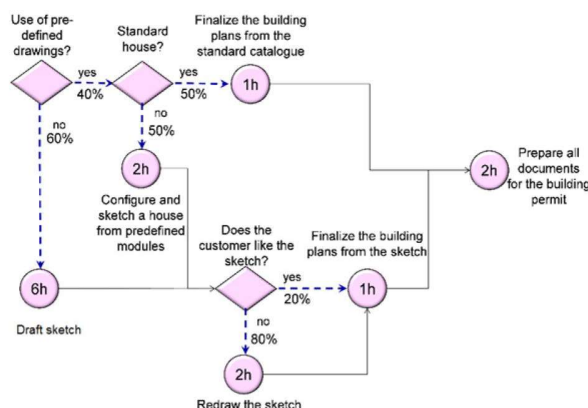 Use of pre-
defined
drawings?
Standard
house?
Finalize the building
plans from the
standard catalogue
yes
40%
yes
50%
1h
no
60%
no
50%
2h
Configure and
sketch a house
from predefined
modules
2h
Prepare all
documents
for the building
permit
Does the
customer like the
sketch?
Finalize the building
plans from the sketch
6h
Draft sketch
yes
20%
1h
no
80%
2h
Redraw the sketch